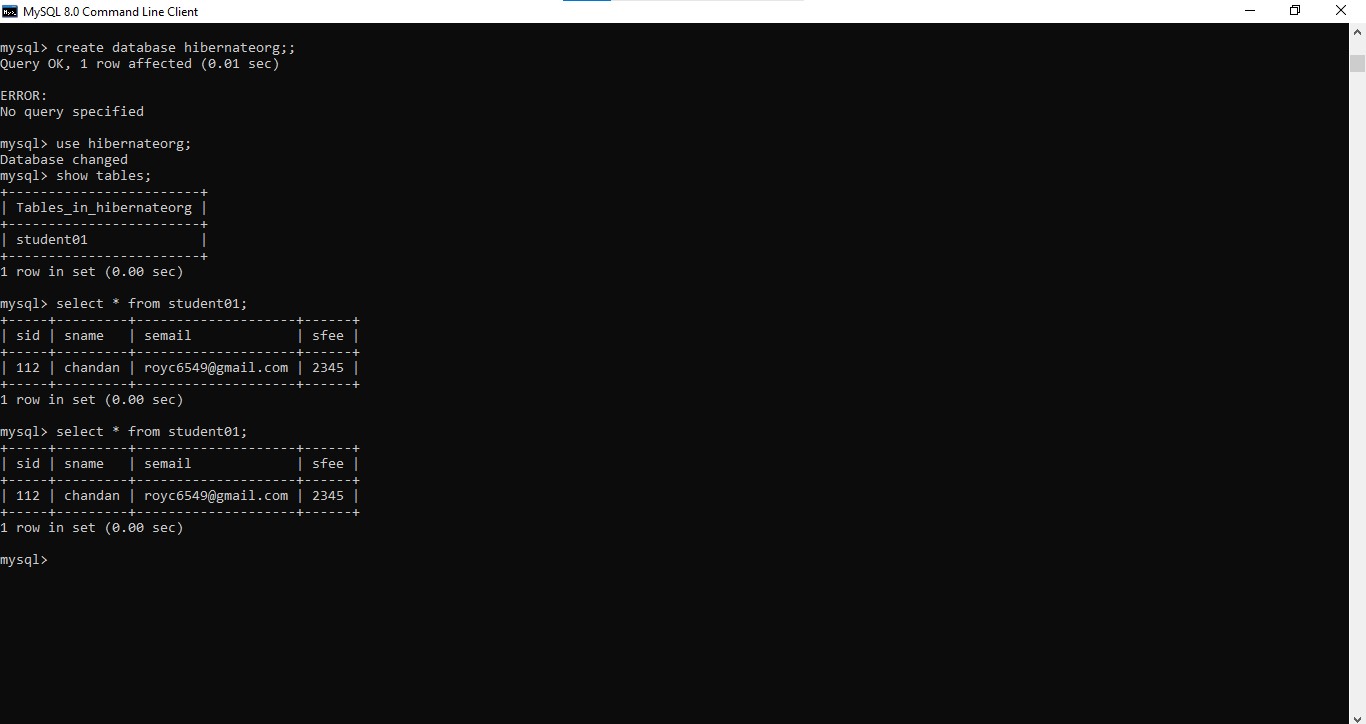 MySQL 8.0 Command Line Client
mysql> create database hibernateorg;;
Query OK, 1 row affected (0.01 sec)
ERROR:
No query specified
mysql> use hibernateorg;
Database changed
mysql> show tables;
+------------------------+
| Tables_in_hibernateorg |
+------------------------+
| student01              |
+------------------------+
1 row in set (0.00 sec)
mysql> select * from student01;
+-----+---------+--------------------+------+
| sid | sname   | semail             | sfee |
+-----+---------+--------------------+------+
| 112 | chandan | royc6549@gmail.com | 2345 |
+-----+---------+--------------------+------+
1 row in set (0.00 sec)
mysql> select * from student01;
+-----+---------+--------------------+------+
| sid | sname   | semail             | sfee |
+-----+---------+--------------------+------+
| 112 | chandan | royc6549@gmail.com | 2345 |
+-----+---------+--------------------+------+
1 row in set (0.00 sec)
mysql>